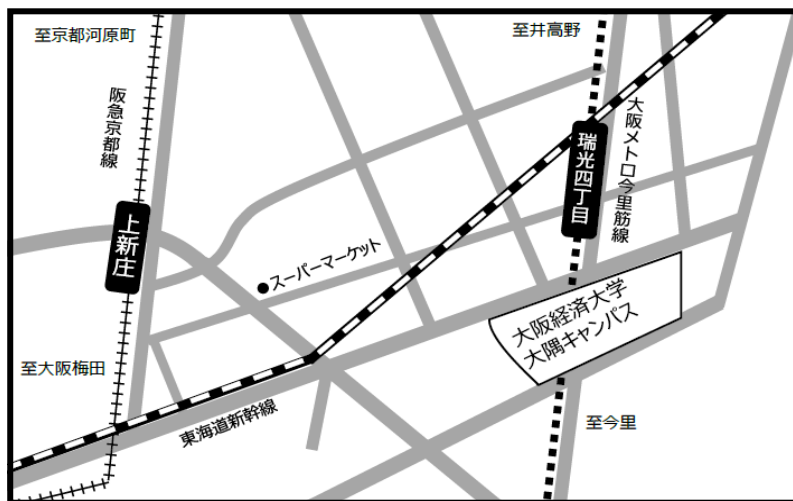 至京都河原町
至井高野
阪急京都線
大阪メトロ今里筋線
瑞光四丁目
上新庄
スーパーマーケット
大阪経済大学
大隅キャンパス
至大阪梅田
東海道新幹線
至今里